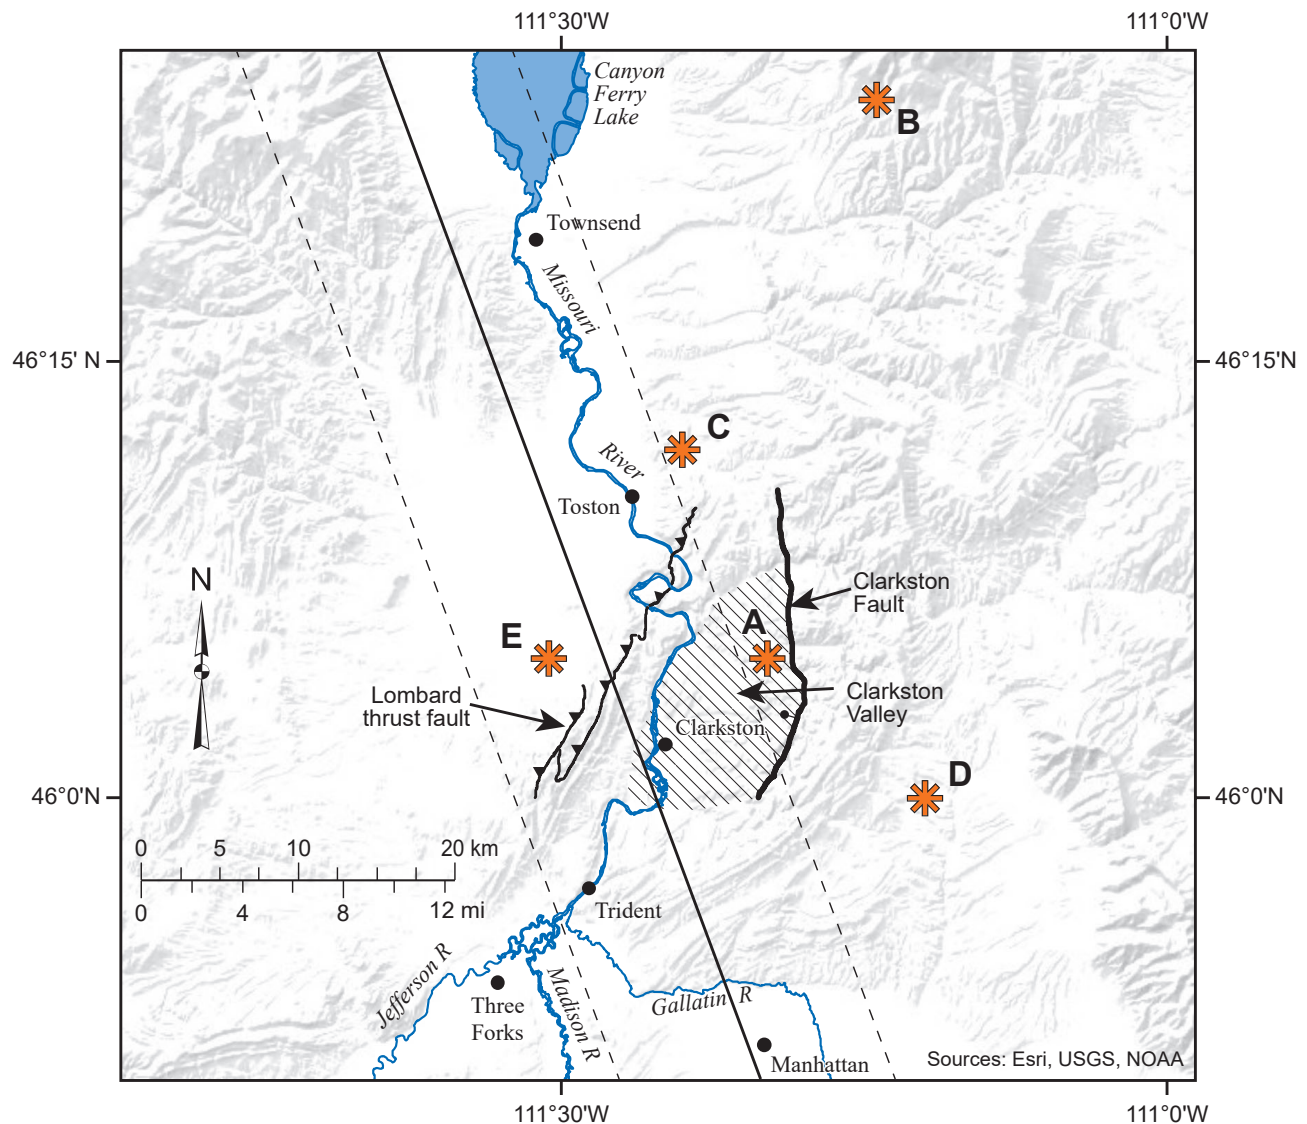 111°30'W
111°0'W
Canyon
Ferry
Lake
B
Townsend
Missouri
46°15' N
46°15'N
C
River
Toston
N
Clarkston
Fault
E
A
Lombard
thrust fault
Clarkston
Valley
Clarkston
D
46°0'N
46°0'N
0 5 10 20 km
0 4 8 12 mi
Trident
Jefferson R
Madison R
Gallatin R
Three
Forks
Manhattan
Sources: Esri, USGS, NOAA
111°30'W
111°0'W